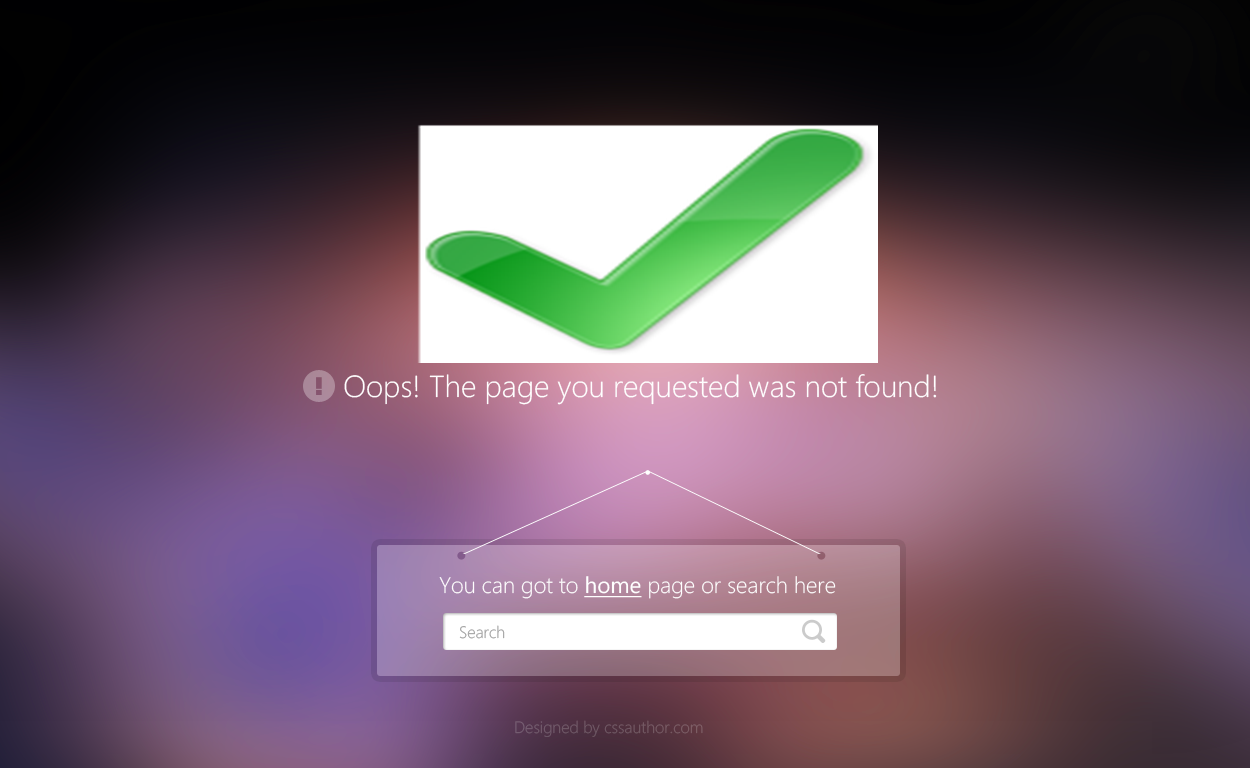 Oops! The page you requested was not found!
You can got to home page or search here
Search
Designed by cssauthor.com